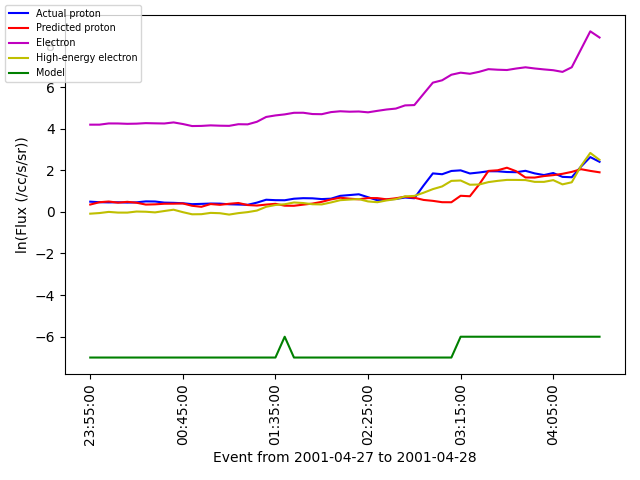 Actual proton
Predicted proton
Electron
High-energy electron
Model
8
6
4
2
0
−2
−4
−6
ln(Flux (/cc/s/sr))
23:55:00
00:45:00
01:35:00
02:25:00
03:15:00
04:05:00
Event from 2001-04-27 to 2001-04-28